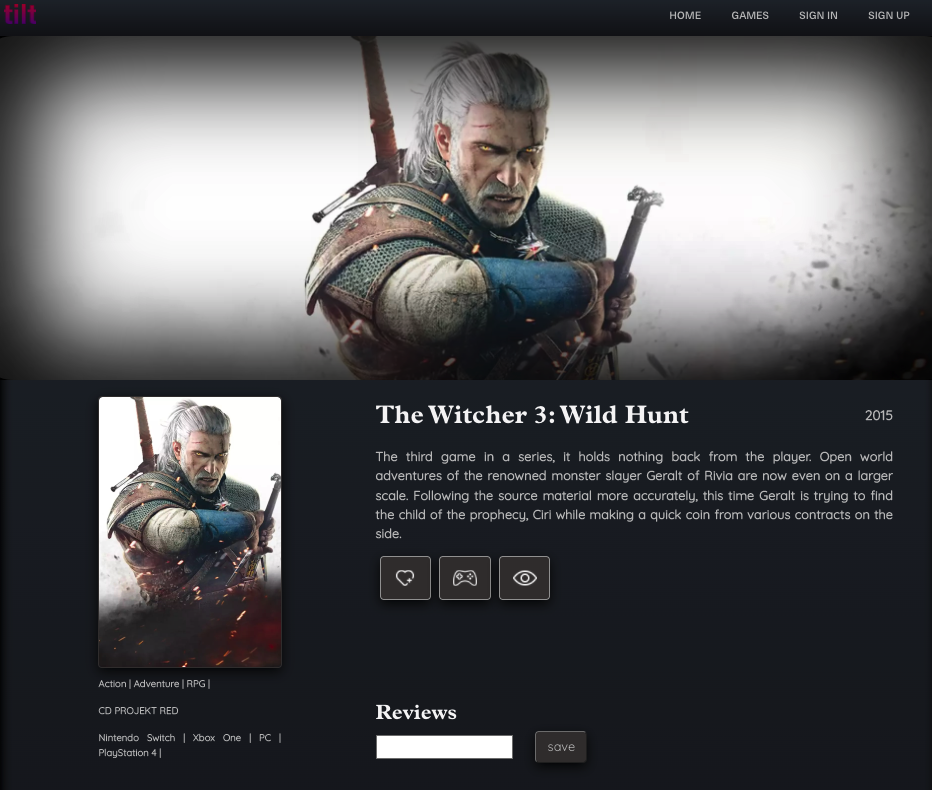 tilt
HOME GAMES SIGN IN SIGN UP
The Witcher 3: Wild Hunt 2015
The third game in a series, it holds nothing back from the player. Open world
adventures of the renowned monster slayer Geralt of Rivia are now even on a larger
scale. Following the source material more accurately, this time Geralt is trying to find
the child of the prophecy, Ciri while making a quick coin from various contracts on the
side.
Action | Adventure | RPG |
CD PROJEKT RED
Nintendo Switch | Xbox One | PC |
PlayStation 4 |
Reviews
save